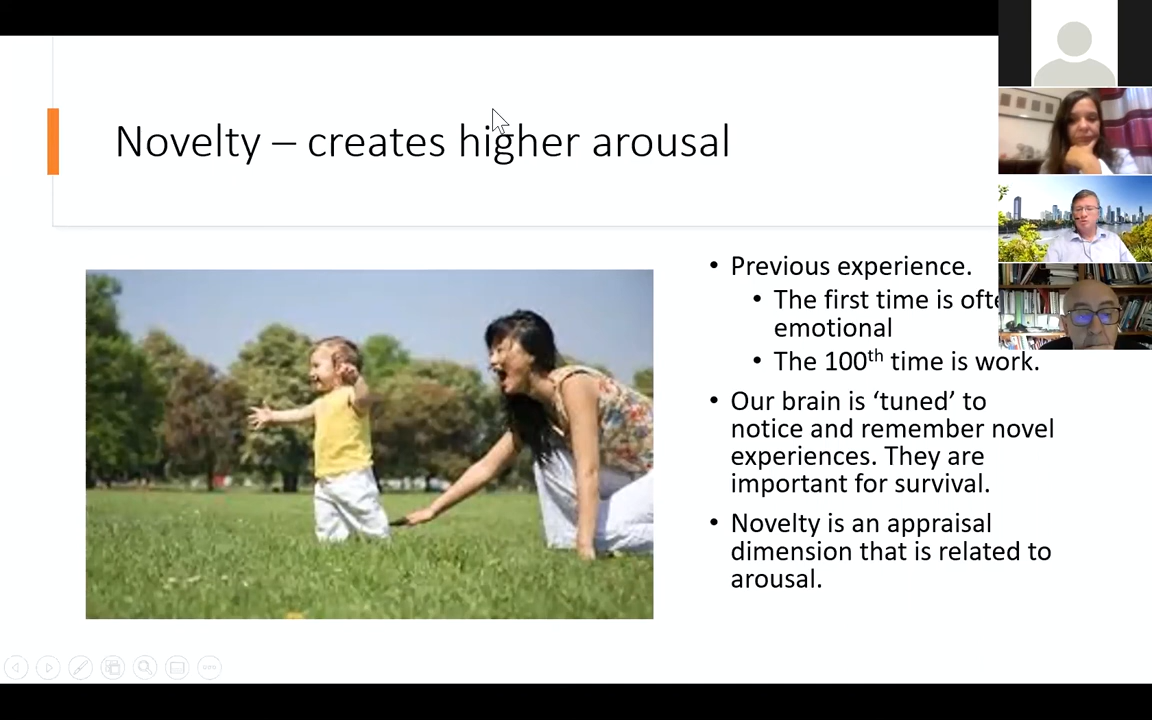 Novelty – creates higher arousal
• Previous experience.
• The first time is
emotional
• The 100th time is work.
• Our brain is ‘tuned’ to
notice and remember novel
experiences. They are
important for survival.
• Novelty is an appraisal
dimension that is related to
arousal.